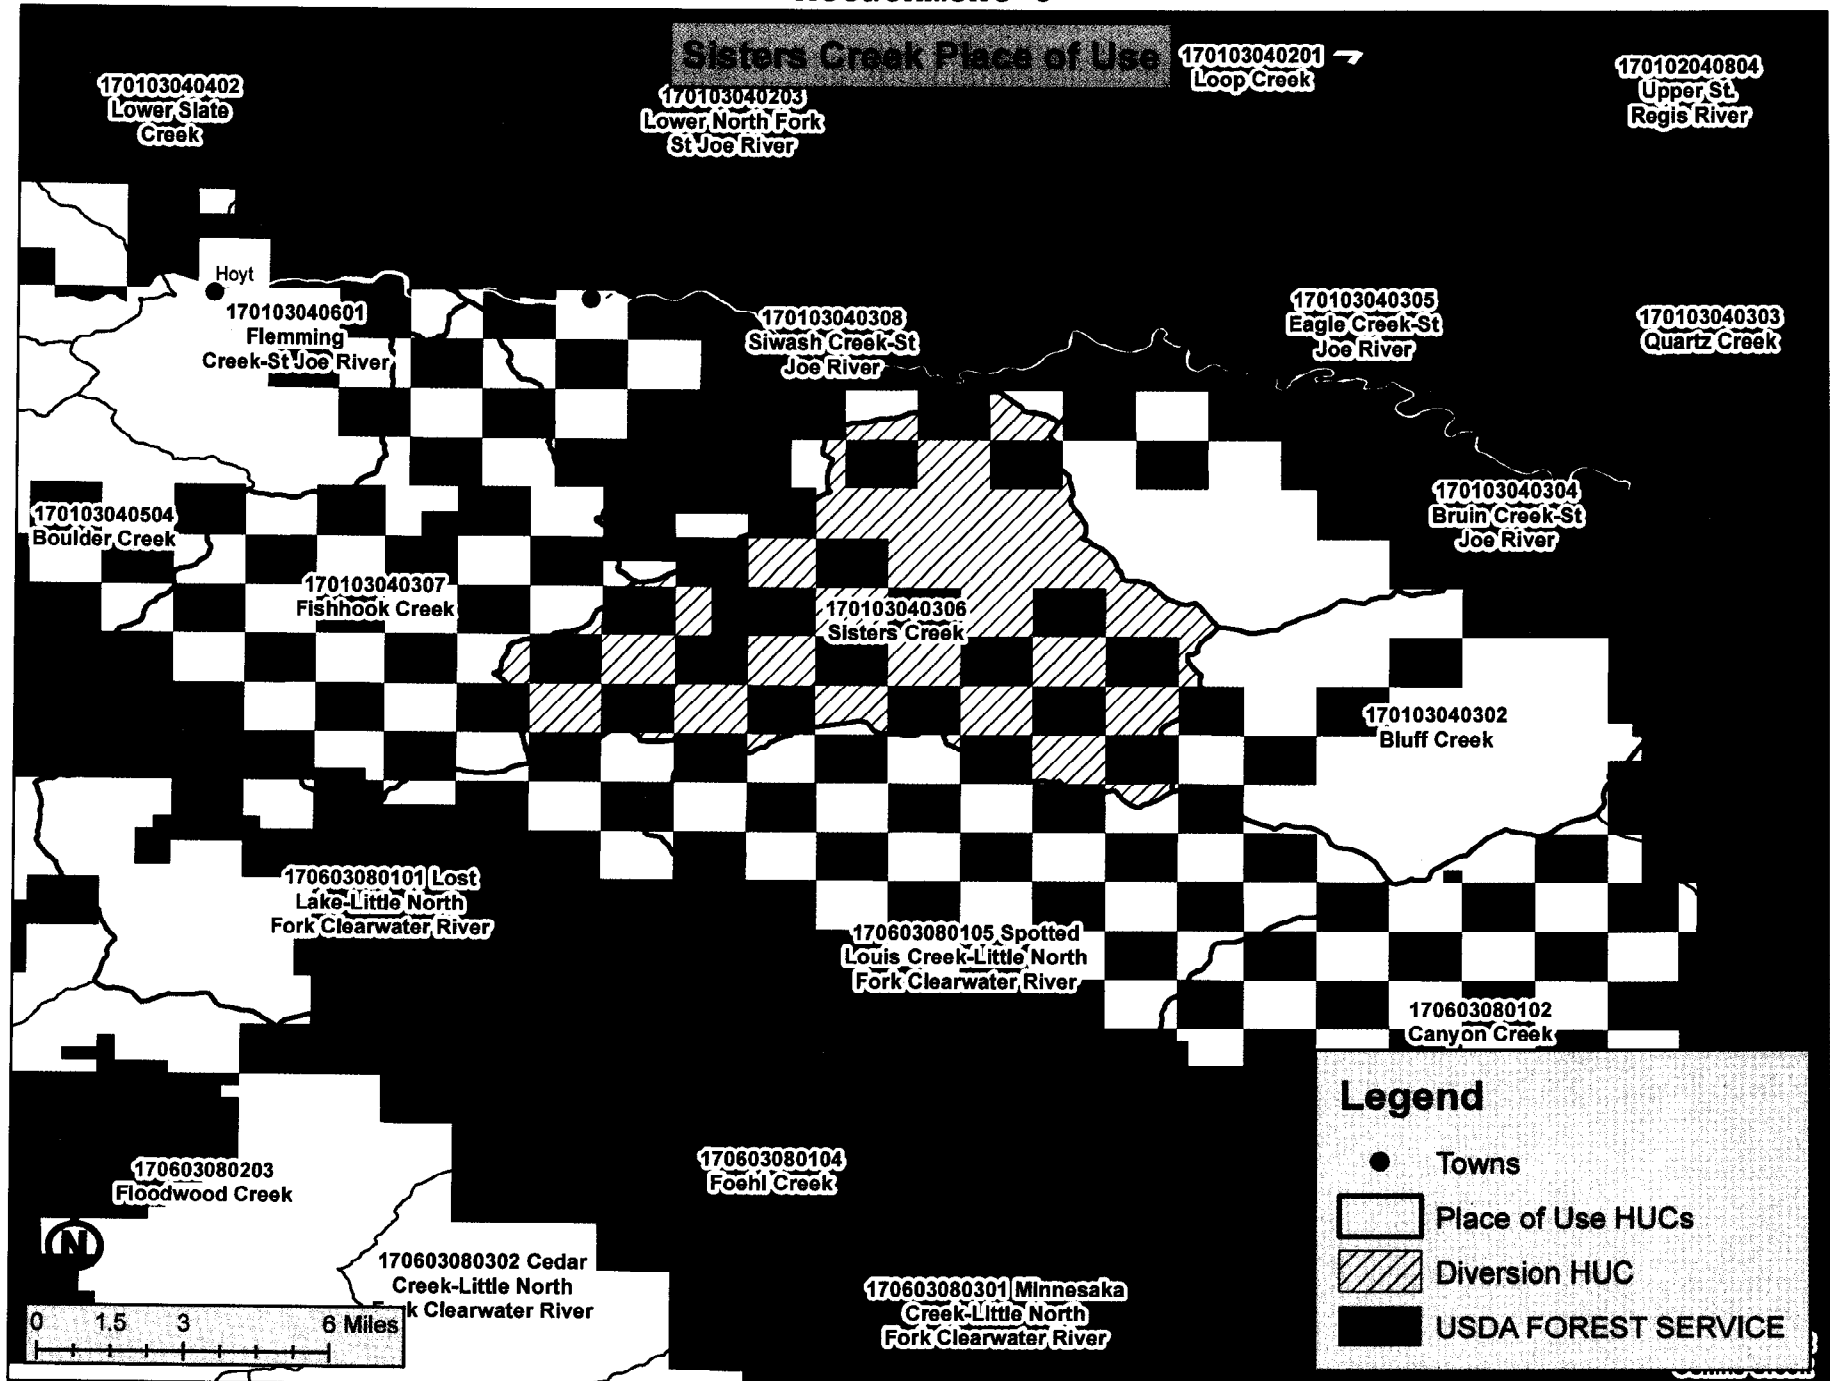 Sisters Creek Place of Use
170103040201
Loop Creek
170102040804
Upper St.
Regis River
170103040402
Lower Slate
Creek
170103040203
Lower North Fork
St Joe River
Hoyt
170103040601
Flemming
Creek-St Joe River
170103040308
Siwash Creek-St
Joe River
170103040305
Eagle Creek-St
Joe River
170103040303
Quartz Creek
170103040504
Boulder Creek
170103040304
Bruin Creek-St
Joe River
170103040307
Fishhook Creek
170103040306
Sisters Creek
170103040302
Bluff Creek
170603080101 Lost
Lake-Little North
Fork Clearwater River
170603080105 Spotted
Louis Creek-Little North
Fork Clearwater River
170603080102
Canyon Creek
170603080203
Floodwood Creek
170603080104
Foehl Creek
170603080302 Cedar
Creek-Little North
k Clearwater River
170603080301 Minnesaka
Creek-Little North
Fork Clearwater River
N
0 1.5 3 6 Miles
Legend
Towns
Place of Use HUCs
Diversion HUC
USDA FOREST SERVICE